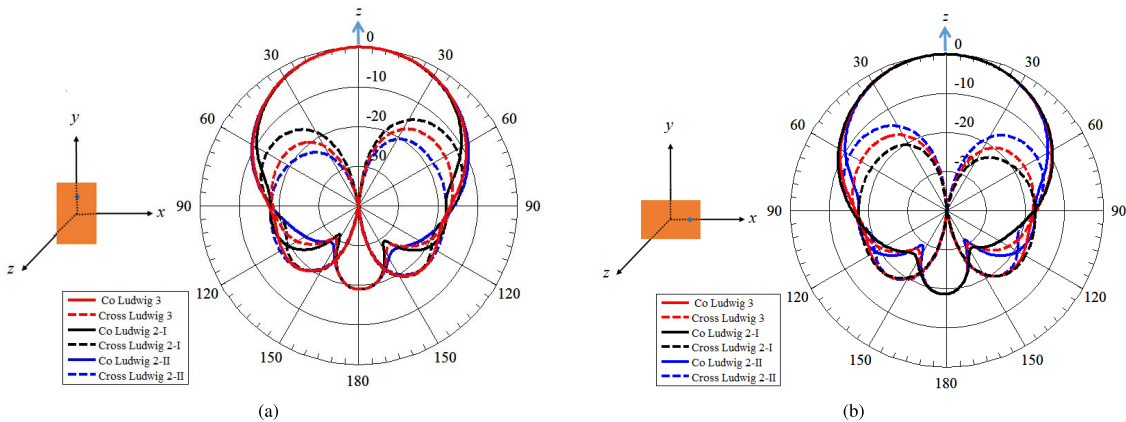 z
0
30
30
-10
60
60
-20
y
90
90
x
z
120
120
150
150
180
Co Ludwig 3
Cross Ludwig 3
Co Ludwig 2-I
Cross Ludwig 2-I
Co Ludwig 2-II
Cross Ludwig 2-II
(a)
z
0
30
30
-10
60
60
-20
y
90
90
x
z
120
120
150
150
180
Co Ludwig 3
Cross Ludwig 3
Co Ludwig 2-I
Cross Ludwig 2-I
Co Ludwig 2-II
Cross Ludwig 2-II
(b)